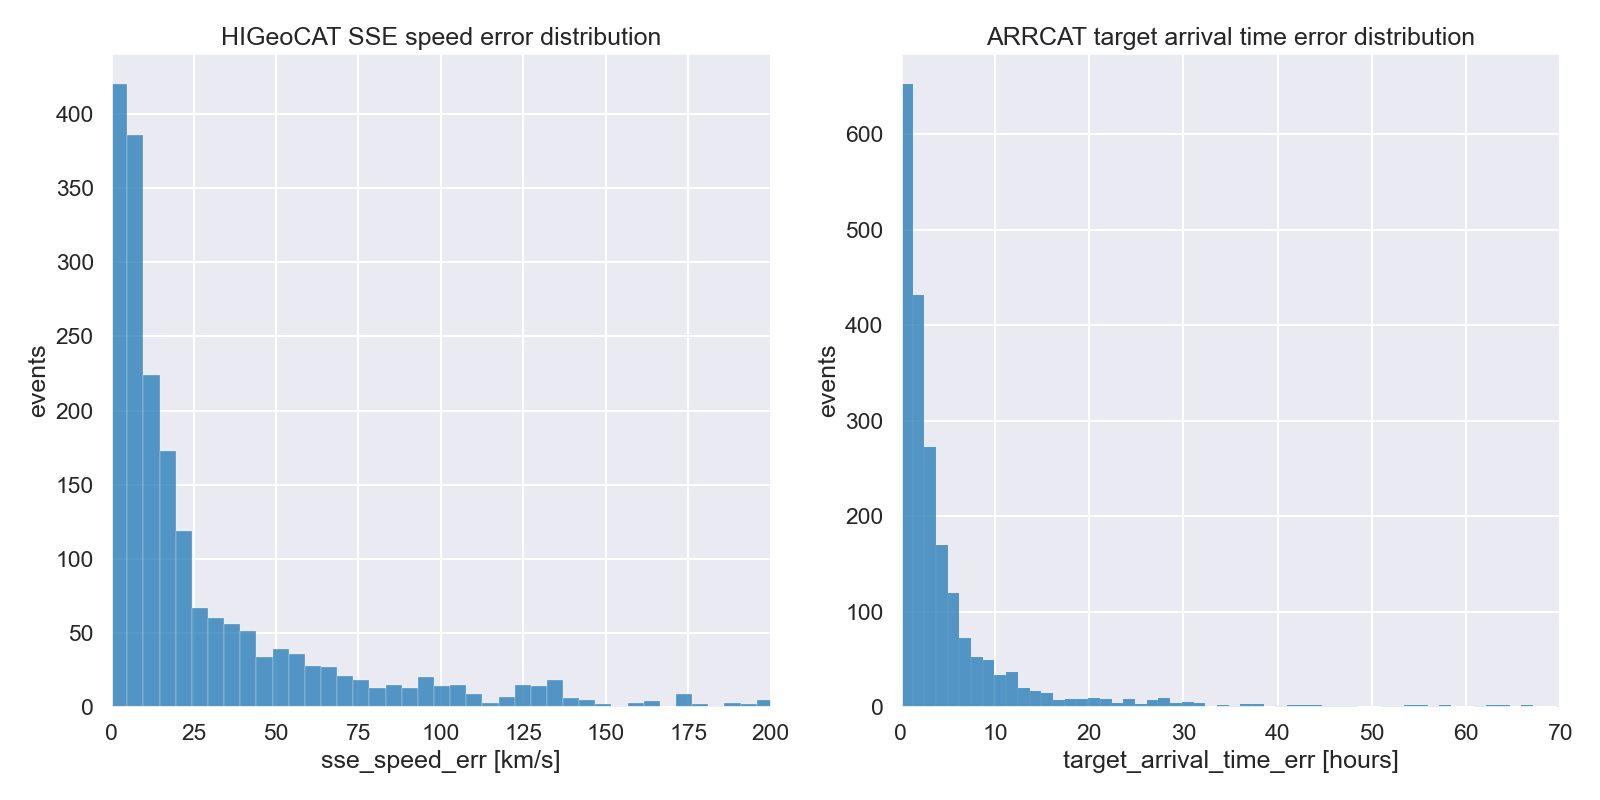 HIGeoCAT SSE speed error distribution
400
350
300
250
200
150
100
50
0
events
0 25 50 75 100 125 150 175 200
sse_speed_err [km/s]
ARRCAT target arrival time error distribution
600
500
400
300
200
100
0
events
0 10 20 30 40 50 60 70
target_arrival_time_err [hours]